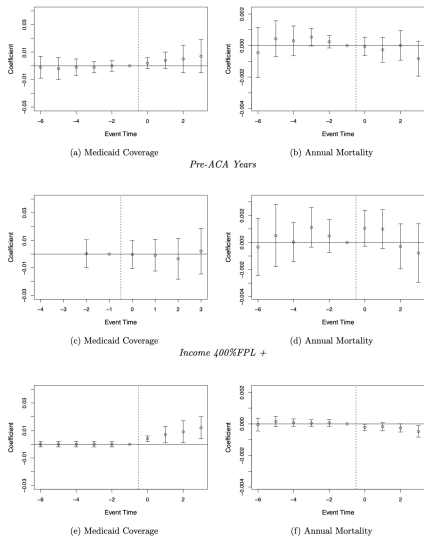 Coefficient
-0.03
-0.01
0.01
0.03
-6
-4
-2
0
2
Event Time
(a) Medicaid Coverage
Coefficient
-0.004
-0.002
0.000
0.002
-6
-4
-2
0
2
Event Time
(b) Annual Mortality
Pre-ACA Years
Coefficient
-0.03
-0.01
0.01
0.03
-2
-1
0
1
2
3
Event Time
(c) Medicaid Coverage
Coefficient
-0.004
-0.002
0.000
0.002
-6
-4
-2
0
2
Event Time
(d) Annual Mortality
Income 400%FPL +
Coefficient
-0.03
-0.01
0.01
0.03
-6
-4
-2
0
2
Event Time
(e) Medicaid Coverage
Coefficient
-0.004
-0.002
0.000
0.002
-6
-4
-2
0
2
Event Time
(f) Annual Mortality